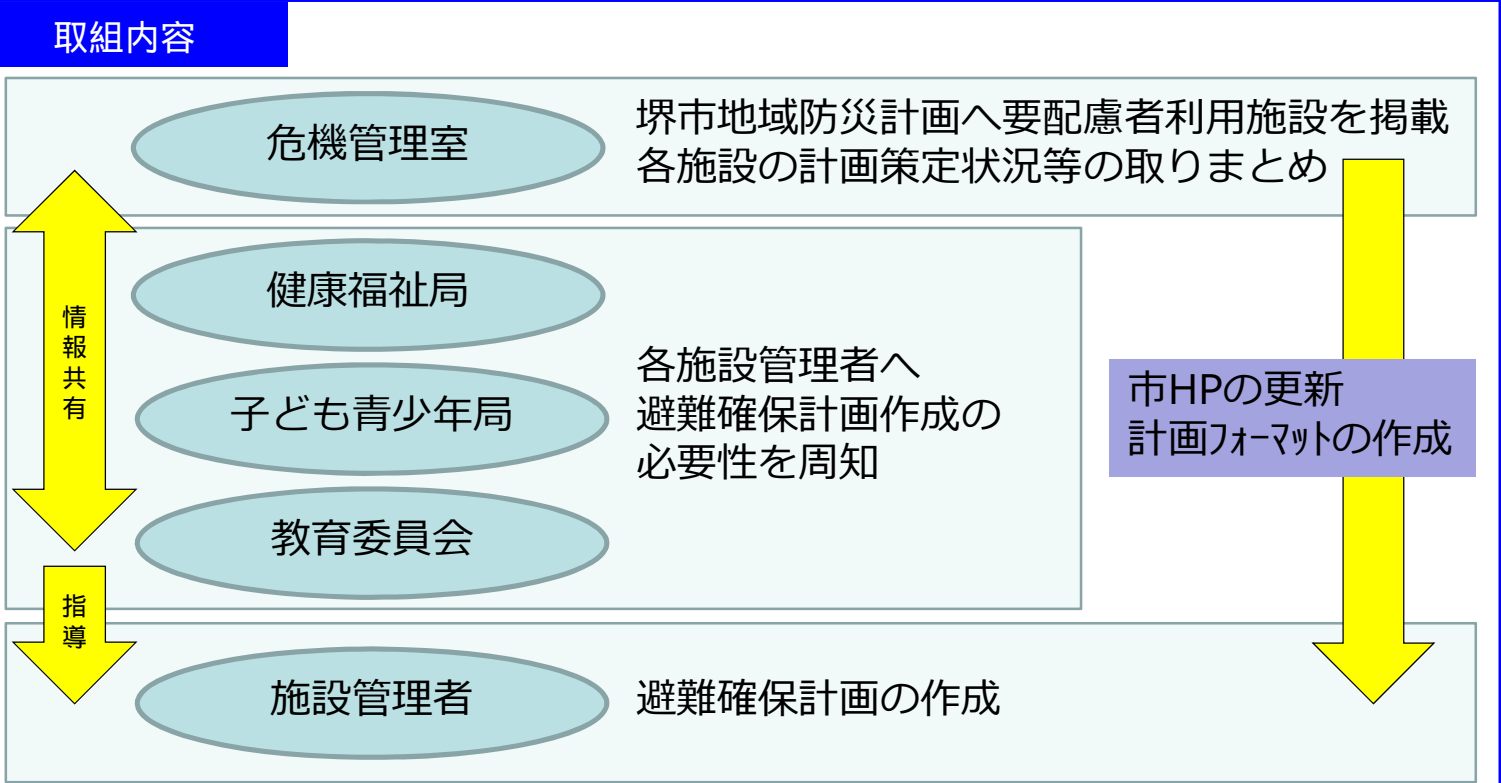 取組内容
危機管理室
堺市地域防災計画へ要配慮者利用施設を掲載
各施設の計画策定状況等の取りまとめ
情報共有
健康福祉局
子ども青少年局
教育委員会
各施設管理者へ
避難確保計画作成の
必要性を周知
市HPの更新
計画ﾌｫｰﾏｯﾄの作成
指導
施設管理者
避難確保計画の作成